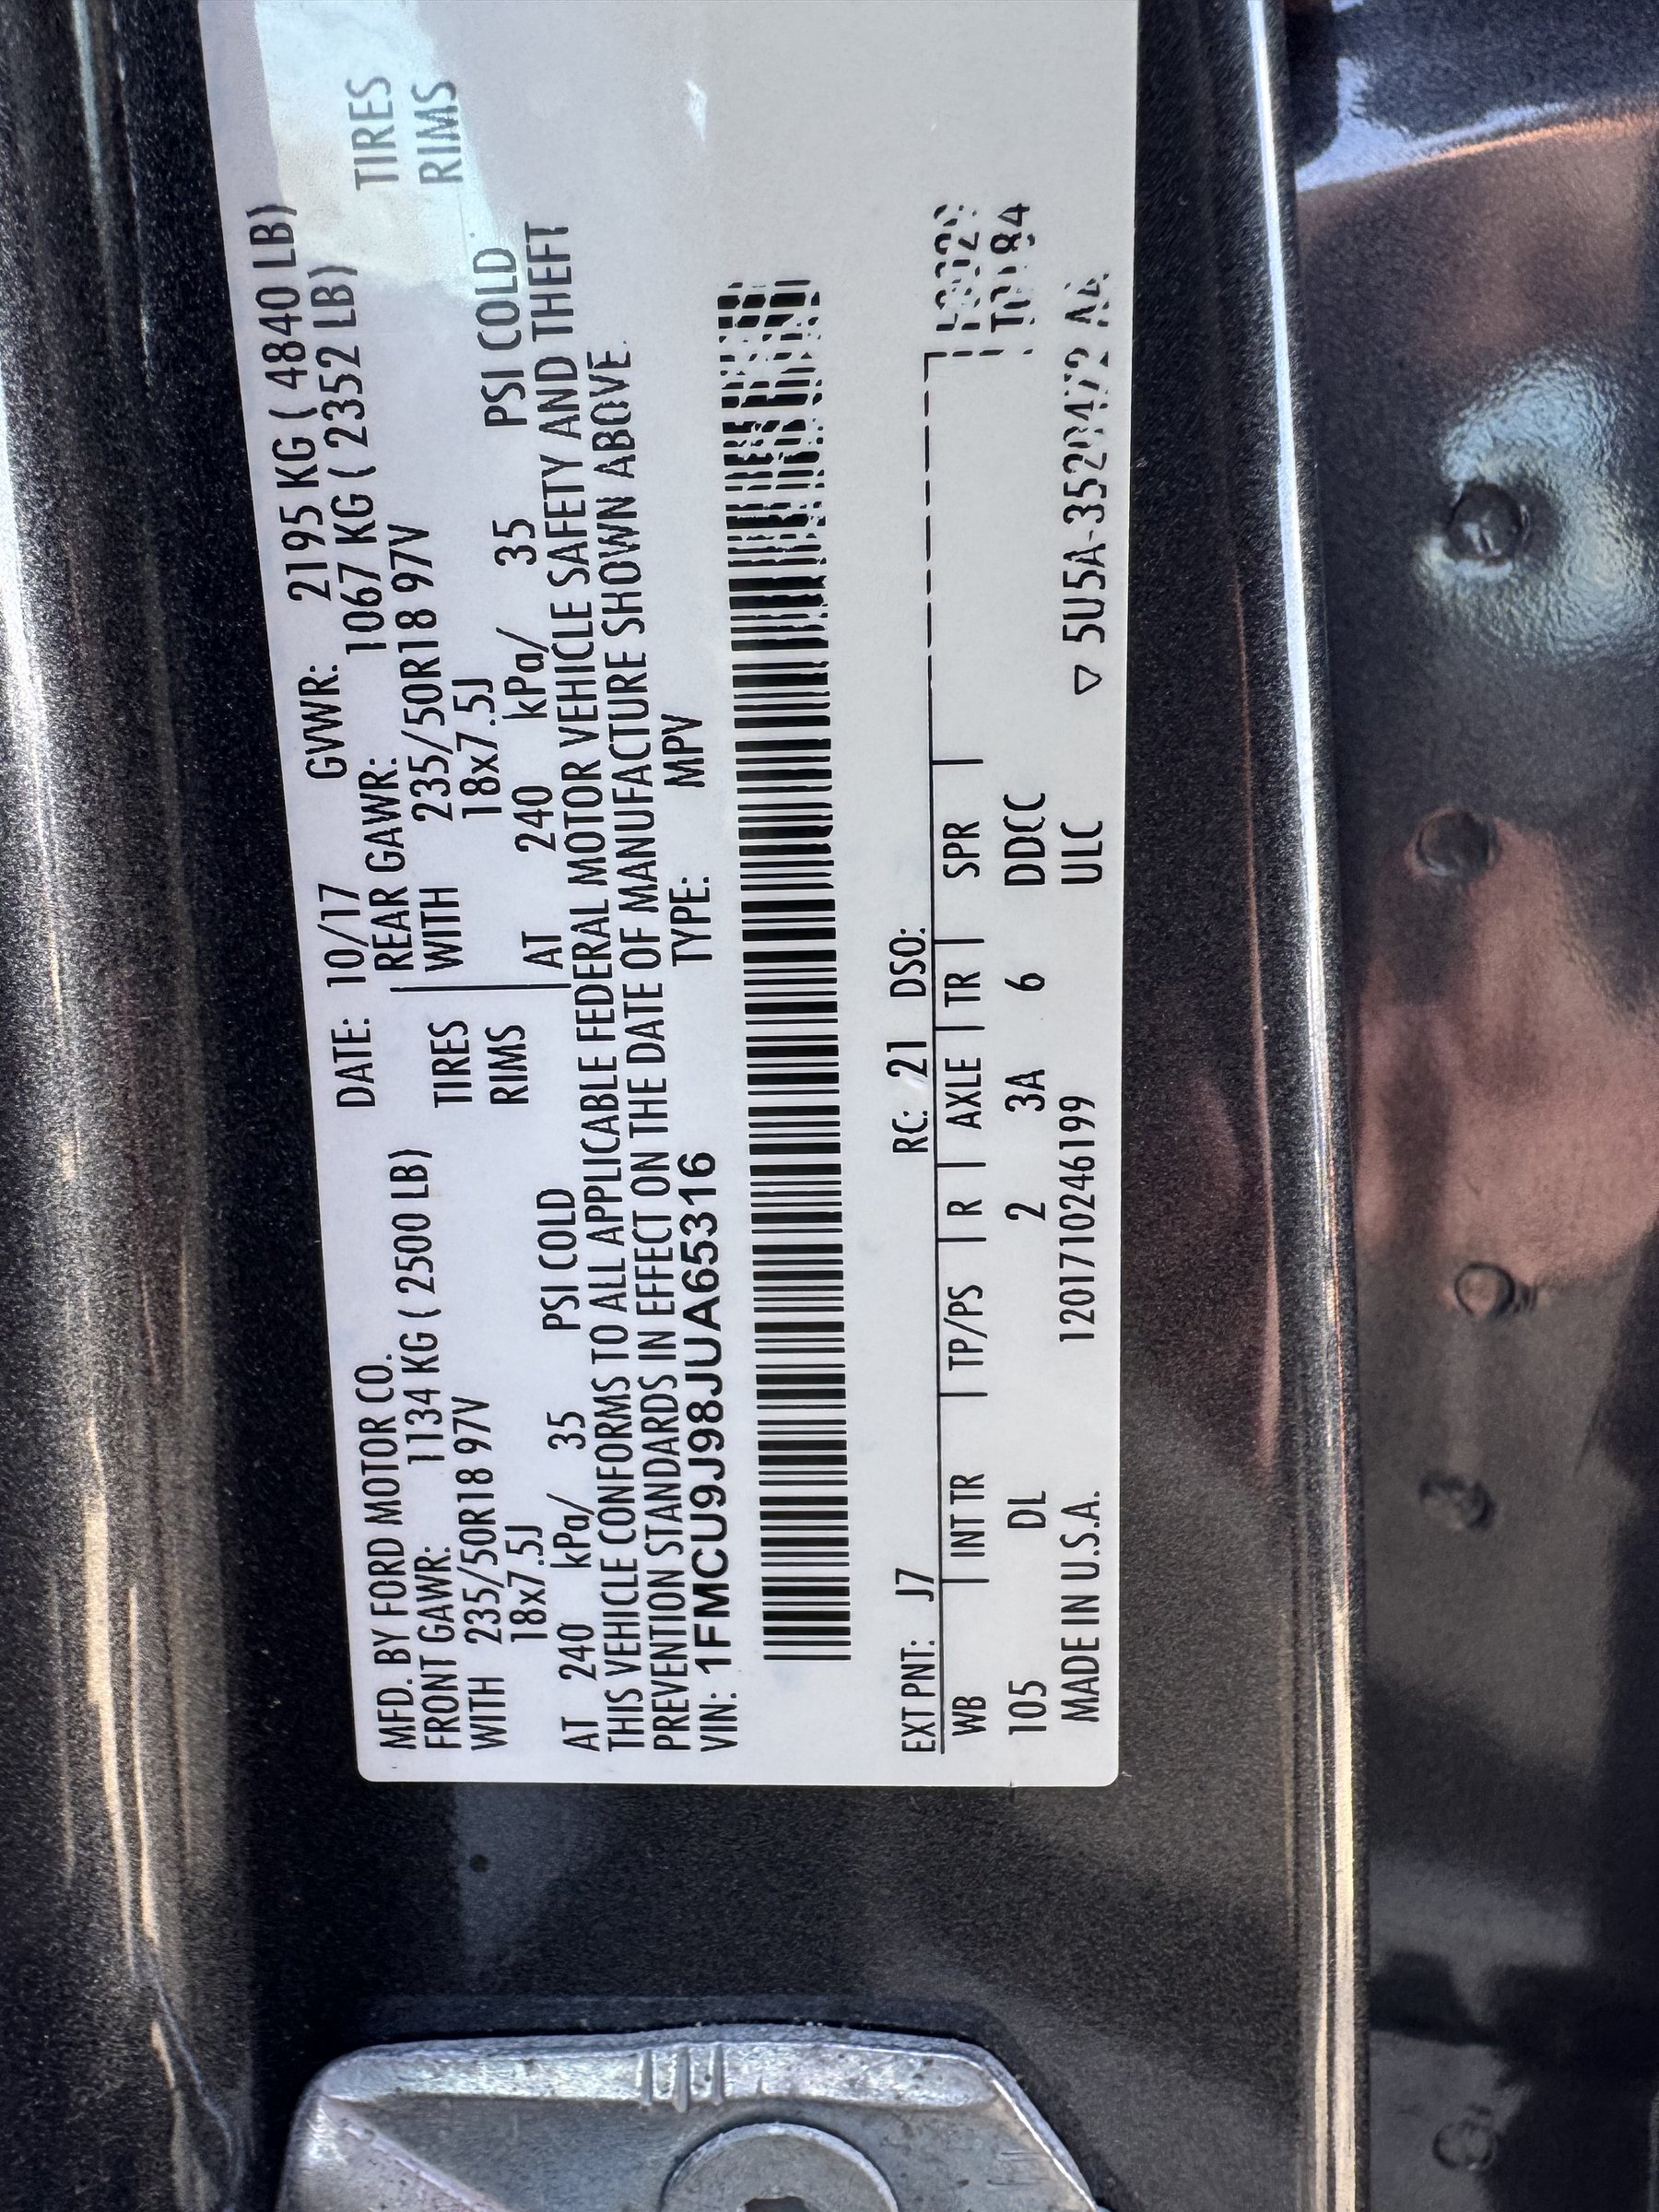 MFD. BY FORD MOTOR CO. DATE: 10/17 GVWR: 2195 KG ( 4840 LB)
FRONT GAWR: 1134 KG ( 2500 LB) REAR GAWR: 1067 KG ( 2352 LB)
WITH 235/50R18 97V TIRES WITH 235/50R18 97V TIRES
18x7.5J RIMS 18x7.5J RIMS
AT 240 kPa/ 35 PSI COLD AT 240 kPa/ 35 PSI COLD
THIS VEHICLE CONFORMS TO ALL APPLICABLE FEDERAL MOTOR VEHICLE SAFETY AND THEFT
PREVENTION STANDARDS IN EFFECT ON THE DATE OF MANUFACTURE SHOWN ABOVE.
VIN: 1FMCU9J98JUA65316 TYPE: MPV
EXT PNT: J7 RC: 21 DSO:
WB INT TR TP/PS R AXLE TR SPR
105 DL 2 3A 6 DDCC
MADE IN U.S.A. 120171024619​9 ULC ▽ 5U5A-3520472 AA